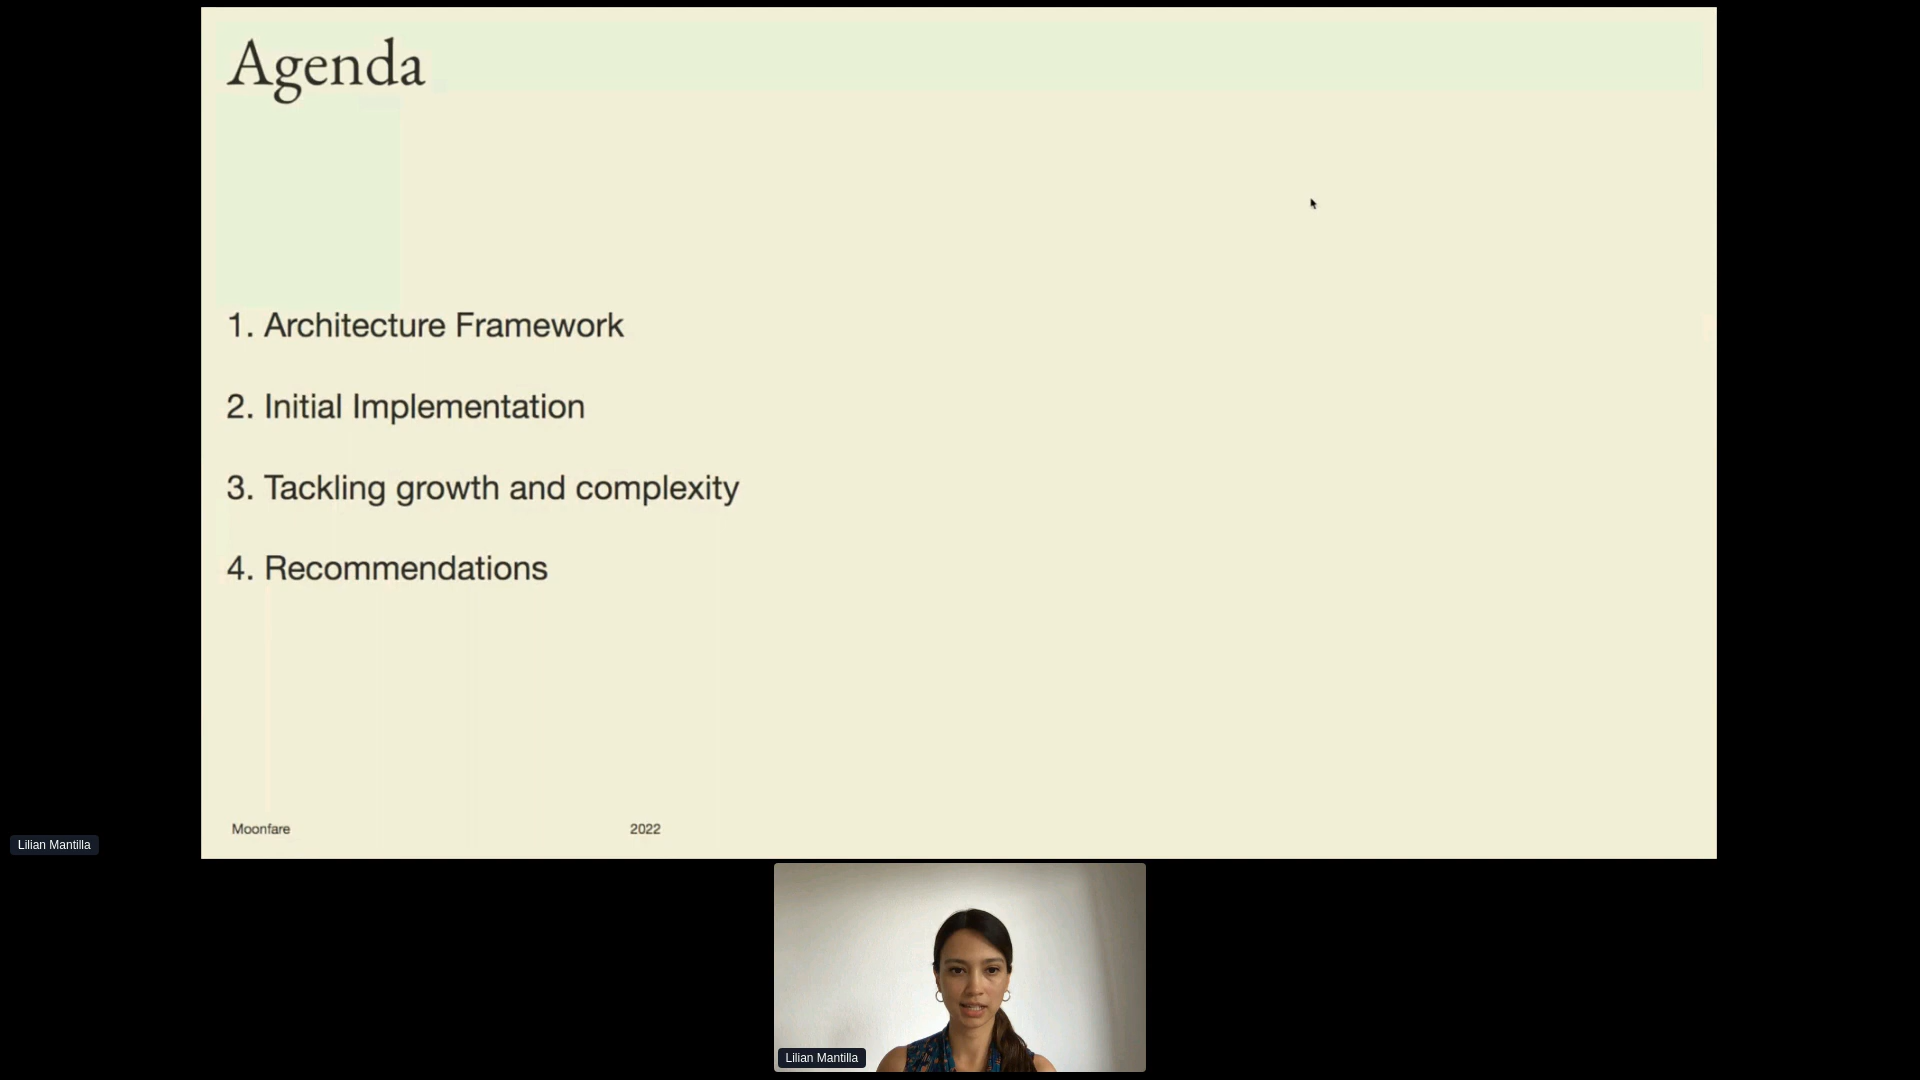 Agenda
1. Architecture Framework
2. Initial Implementation
3. Tackling growth and complexity
4. Recommendations
Moonfare 2022
Lilian Mantilla
Lilian Mantilla